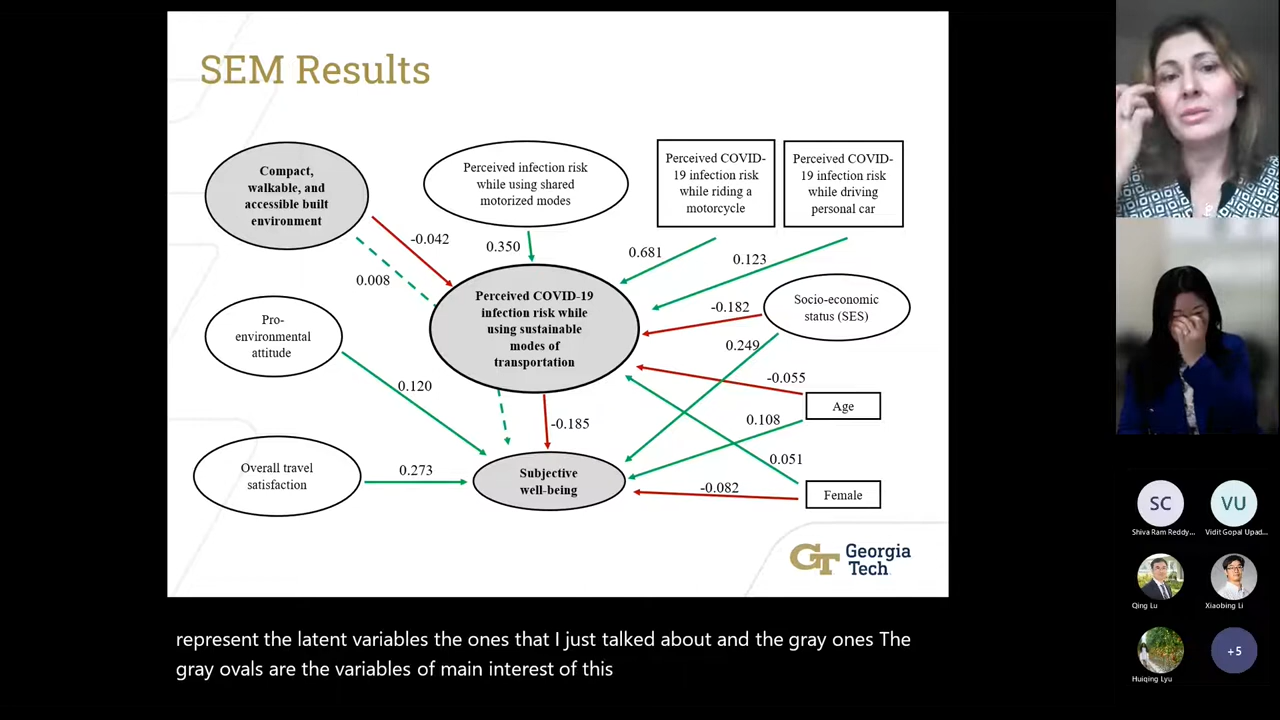 SEM Results
Compact,
walkable, and
accessible built
environment
Perceived infection risk
while using shared
motorized modes
Perceived COVID-
19 infection risk
while riding a
motorcycle
Perceived COVID-
19 infection risk
while driving
personal car
-0.042
0.350
0.681
0.123
0.008
Perceived COVID-19
infection risk while
using sustainable
modes of
transportation
-0.182
Socio-economic
status (SES)
Pro-
environmental
attitude
0.249
0.120
-0.055
Age
-0.185
0.108
0.051
Overall travel
satisfaction
0.273
Subjective
well-being
-0.082
Female
GT
Georgia
Tech
represent the latent variables the ones that I just talked about and the gray ones The
gray ovals are the variables of main interest of this
SC
VU
Shiva Ram Reddy...
Vidit Gopal Upad...
Qing Lu
Xiaobing Li
Huiqing Lyu
+5